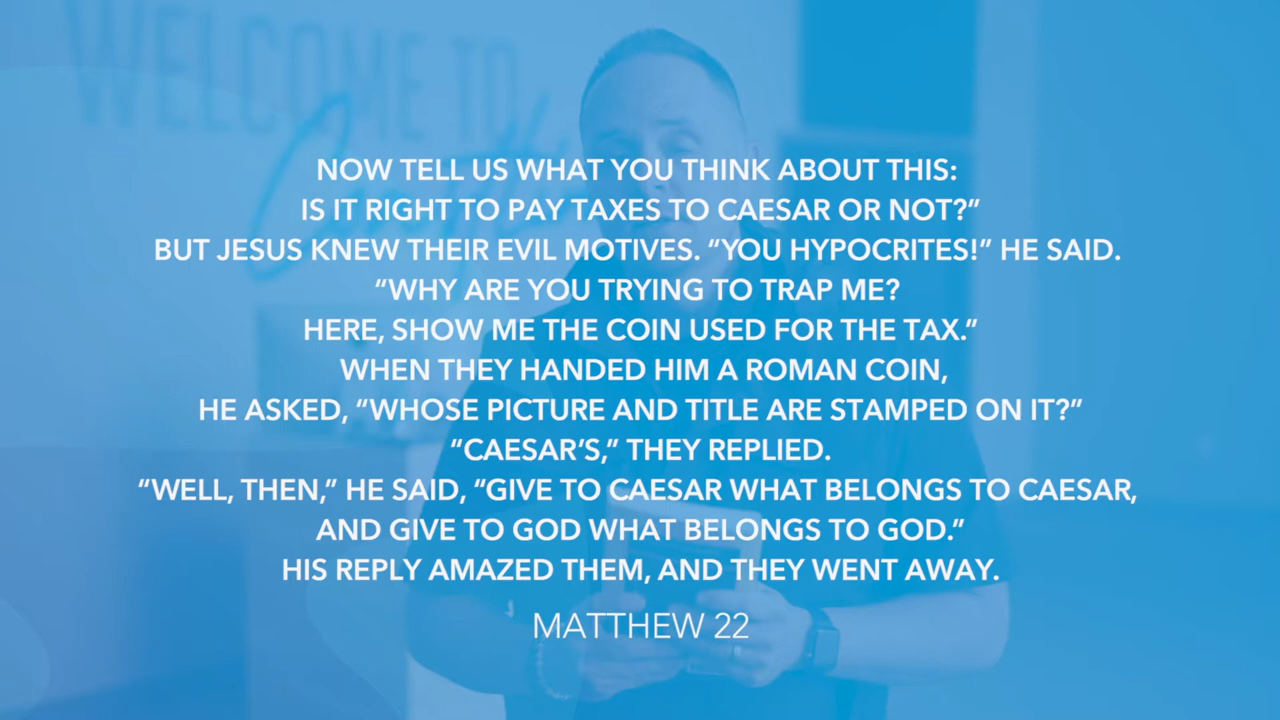 WELCOME TO
NOW TELL US WHAT YOU THINK ABOUT THIS:
IS IT RIGHT TO PAY TAXES TO CAESAR OR NOT?”
BUT JESUS KNEW THEIR EVIL MOTIVES. “YOU HYPOCRITES!” HE SAID.
“WHY ARE YOU TRYING TO TRAP ME?
HERE, SHOW ME THE COIN USED FOR THE TAX.”
WHEN THEY HANDED HIM A ROMAN COIN,
HE ASKED, “WHOSE PICTURE AND TITLE ARE STAMPED ON IT?”
“CAESAR’S,” THEY REPLIED.
“WELL, THEN,” HE SAID, “GIVE TO CAESAR WHAT BELONGS TO CAESAR,
AND GIVE TO GOD WHAT BELONGS TO GOD.”
HIS REPLY AMAZED THEM, AND THEY WENT AWAY.
MATTHEW 22